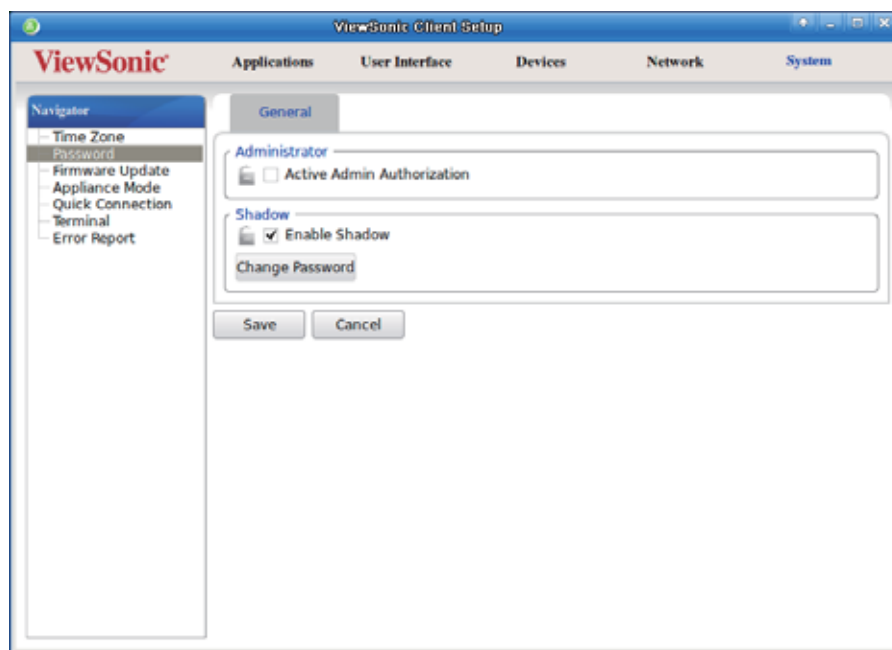 ViewSonic Client Setup
ViewSonic®
Applications User Interface Devices Network System
Navigator
Time Zone
Password
Firmware Update
Appliance Mode
Quick Connection
Terminal
Error Report
General
Administrator
Active Admin Authorization
Shadow
Enable Shadow
Change Password
Save Cancel